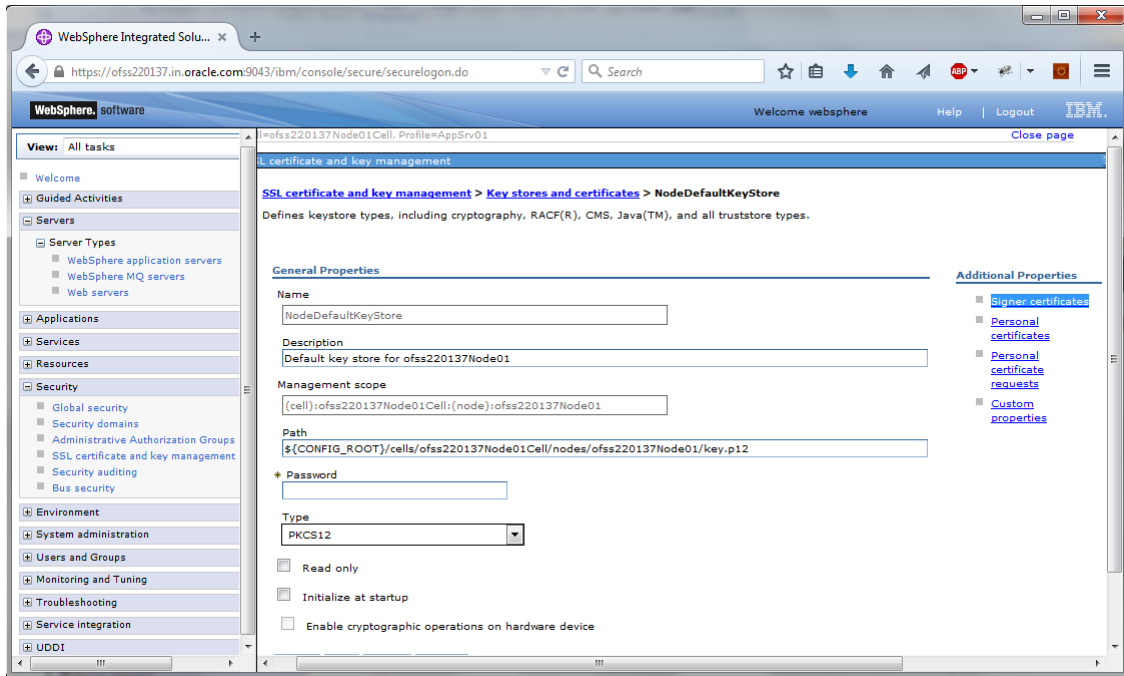 WebSphere Integrated Solu...
https://ofss220137.in.oracle.com:9043/ibm/console/secure/securelogon.do
Search
ABP
WebSphere. software
Welcome websphere
Help | Logout
IBM.
View: All tasks
Welcome
Guided Activities
Servers
Server Types
WebSphere application servers
WebSphere MQ servers
Web servers
Applications
Services
Resources
Security
Global security
Security domains
Administrative Authorization Groups
SSL certificate and key management
Security auditing
Bus security
Environment
System administration
Users and Groups
Monitoring and Tuning
Troubleshooting
Service integration
UDDI
ll=ofss220137Node01Cell, Profile=AppSrv01
Close page
SL certificate and key management
SSL certificate and key management > Key stores and certificates > NodeDefaultKeyStore
Defines keystore types, including cryptography, RACF(R), CMS, Java(TM), and all truststore types.
General Properties
Name
NodeDefaultKeyStore
Description
Default key store for ofss220137Node01
Management scope
(cell):ofss220137Node01Cell:(node):ofss220137Node01
Path
${CONFIG_ROOT}/cells/ofss220137Node01Cell/nodes/ofss220137Node01/key.p12
* Password
Type
PKCS12
Read only
Initialize at startup
Enable cryptographic operations on hardware device
Additional Properties
Signer certificates
Personal
certificates
Personal
certificate
requests
Custom
properties